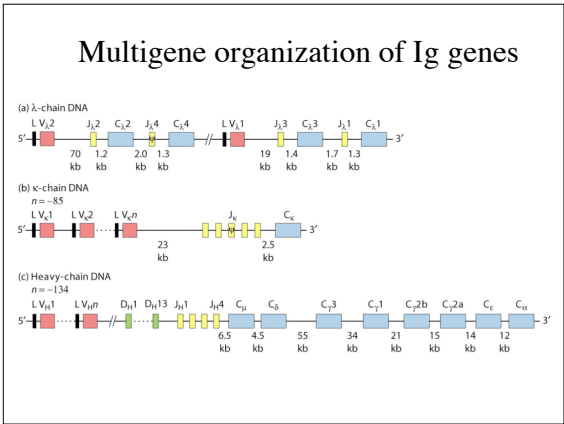 Multigene organization of Ig genes
(a) λ-chain DNA
L Vλ2 Jλ2 Cλ2 Jλ4 Cλ4 L Vλ1 Jλ3 Cλ3 Jλ1 Cλ1
5′ ψ // 3′
70 1.2 2.0 1.3 19 1.4 1.7 1.3
kb kb kb kb kb kb kb kb
(b) κ-chain DNA
n = ~85
L Vκ1 L Vκ2 L Vκn Jκ Cκ
5′ ψ 3′
23 2.5
kb kb
(c) Heavy-chain DNA
n = ~134
L VH1 L VHn DH1 DH13 JH1 JH4 Cμ Cδ Cγ3 Cγ1 Cγ2b Cγ2a Cε Cα
5′ // 3′
6.5 4.5 55 34 21 15 14 12
kb kb kb kb kb kb kb